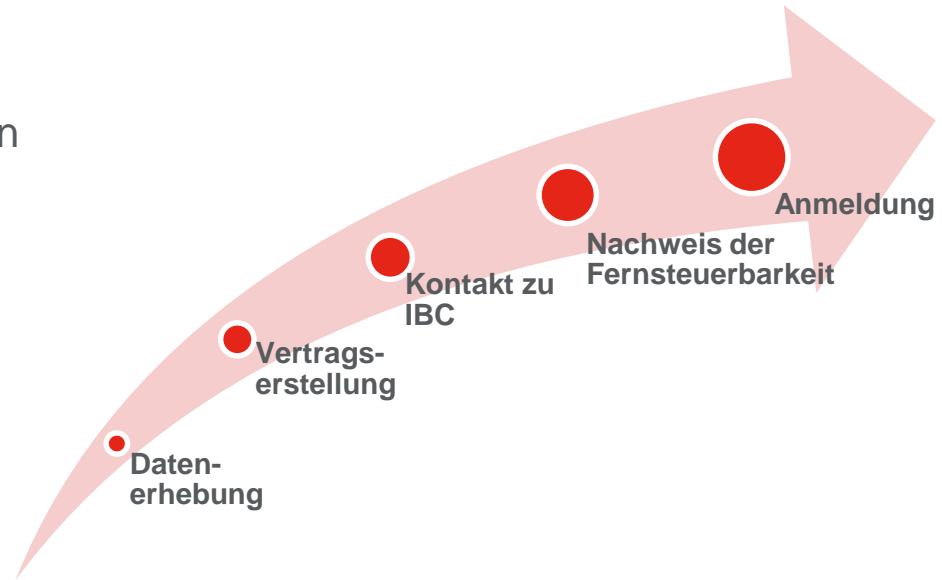 n
Anmeldung
Nachweis der
Fernsteuerbarkeit
Kontakt zu
IBC
Vertrags-
erstellung
Daten-
erhebung